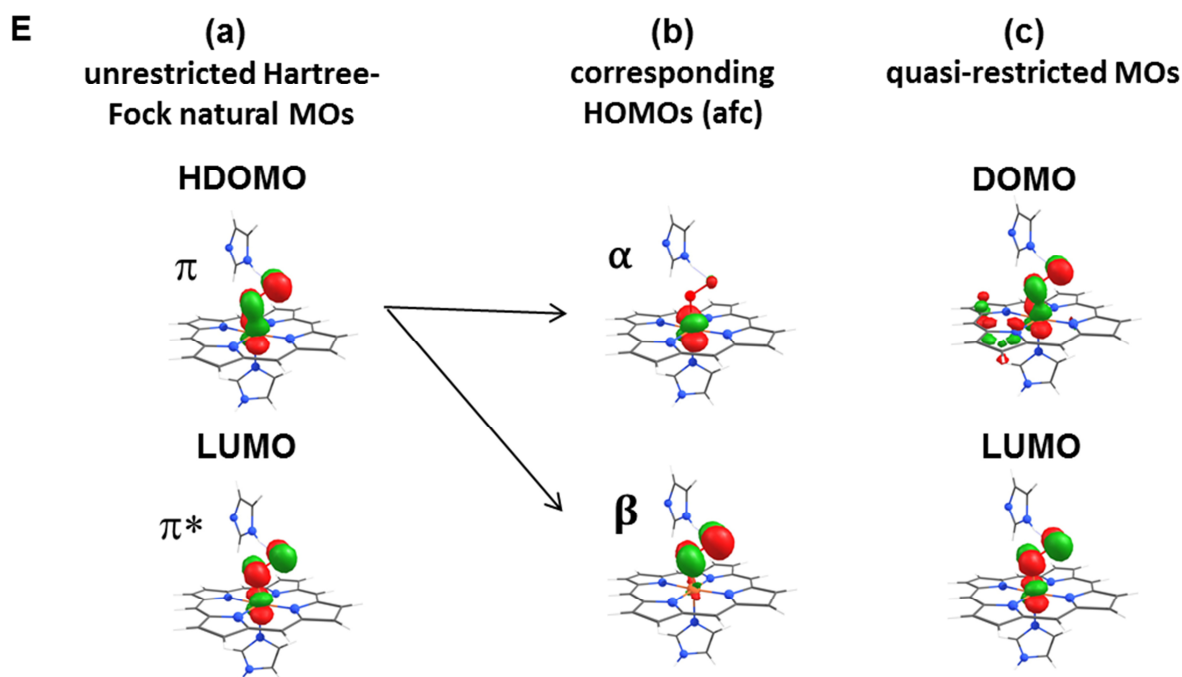 E
(a)
unrestricted Hartree-
Fock natural MOs
(b)
corresponding
HOMOs (afc)
(c)
quasi-restricted MOs
HDOMO
π
α
DOMO
LUMO
π*
β
LUMO